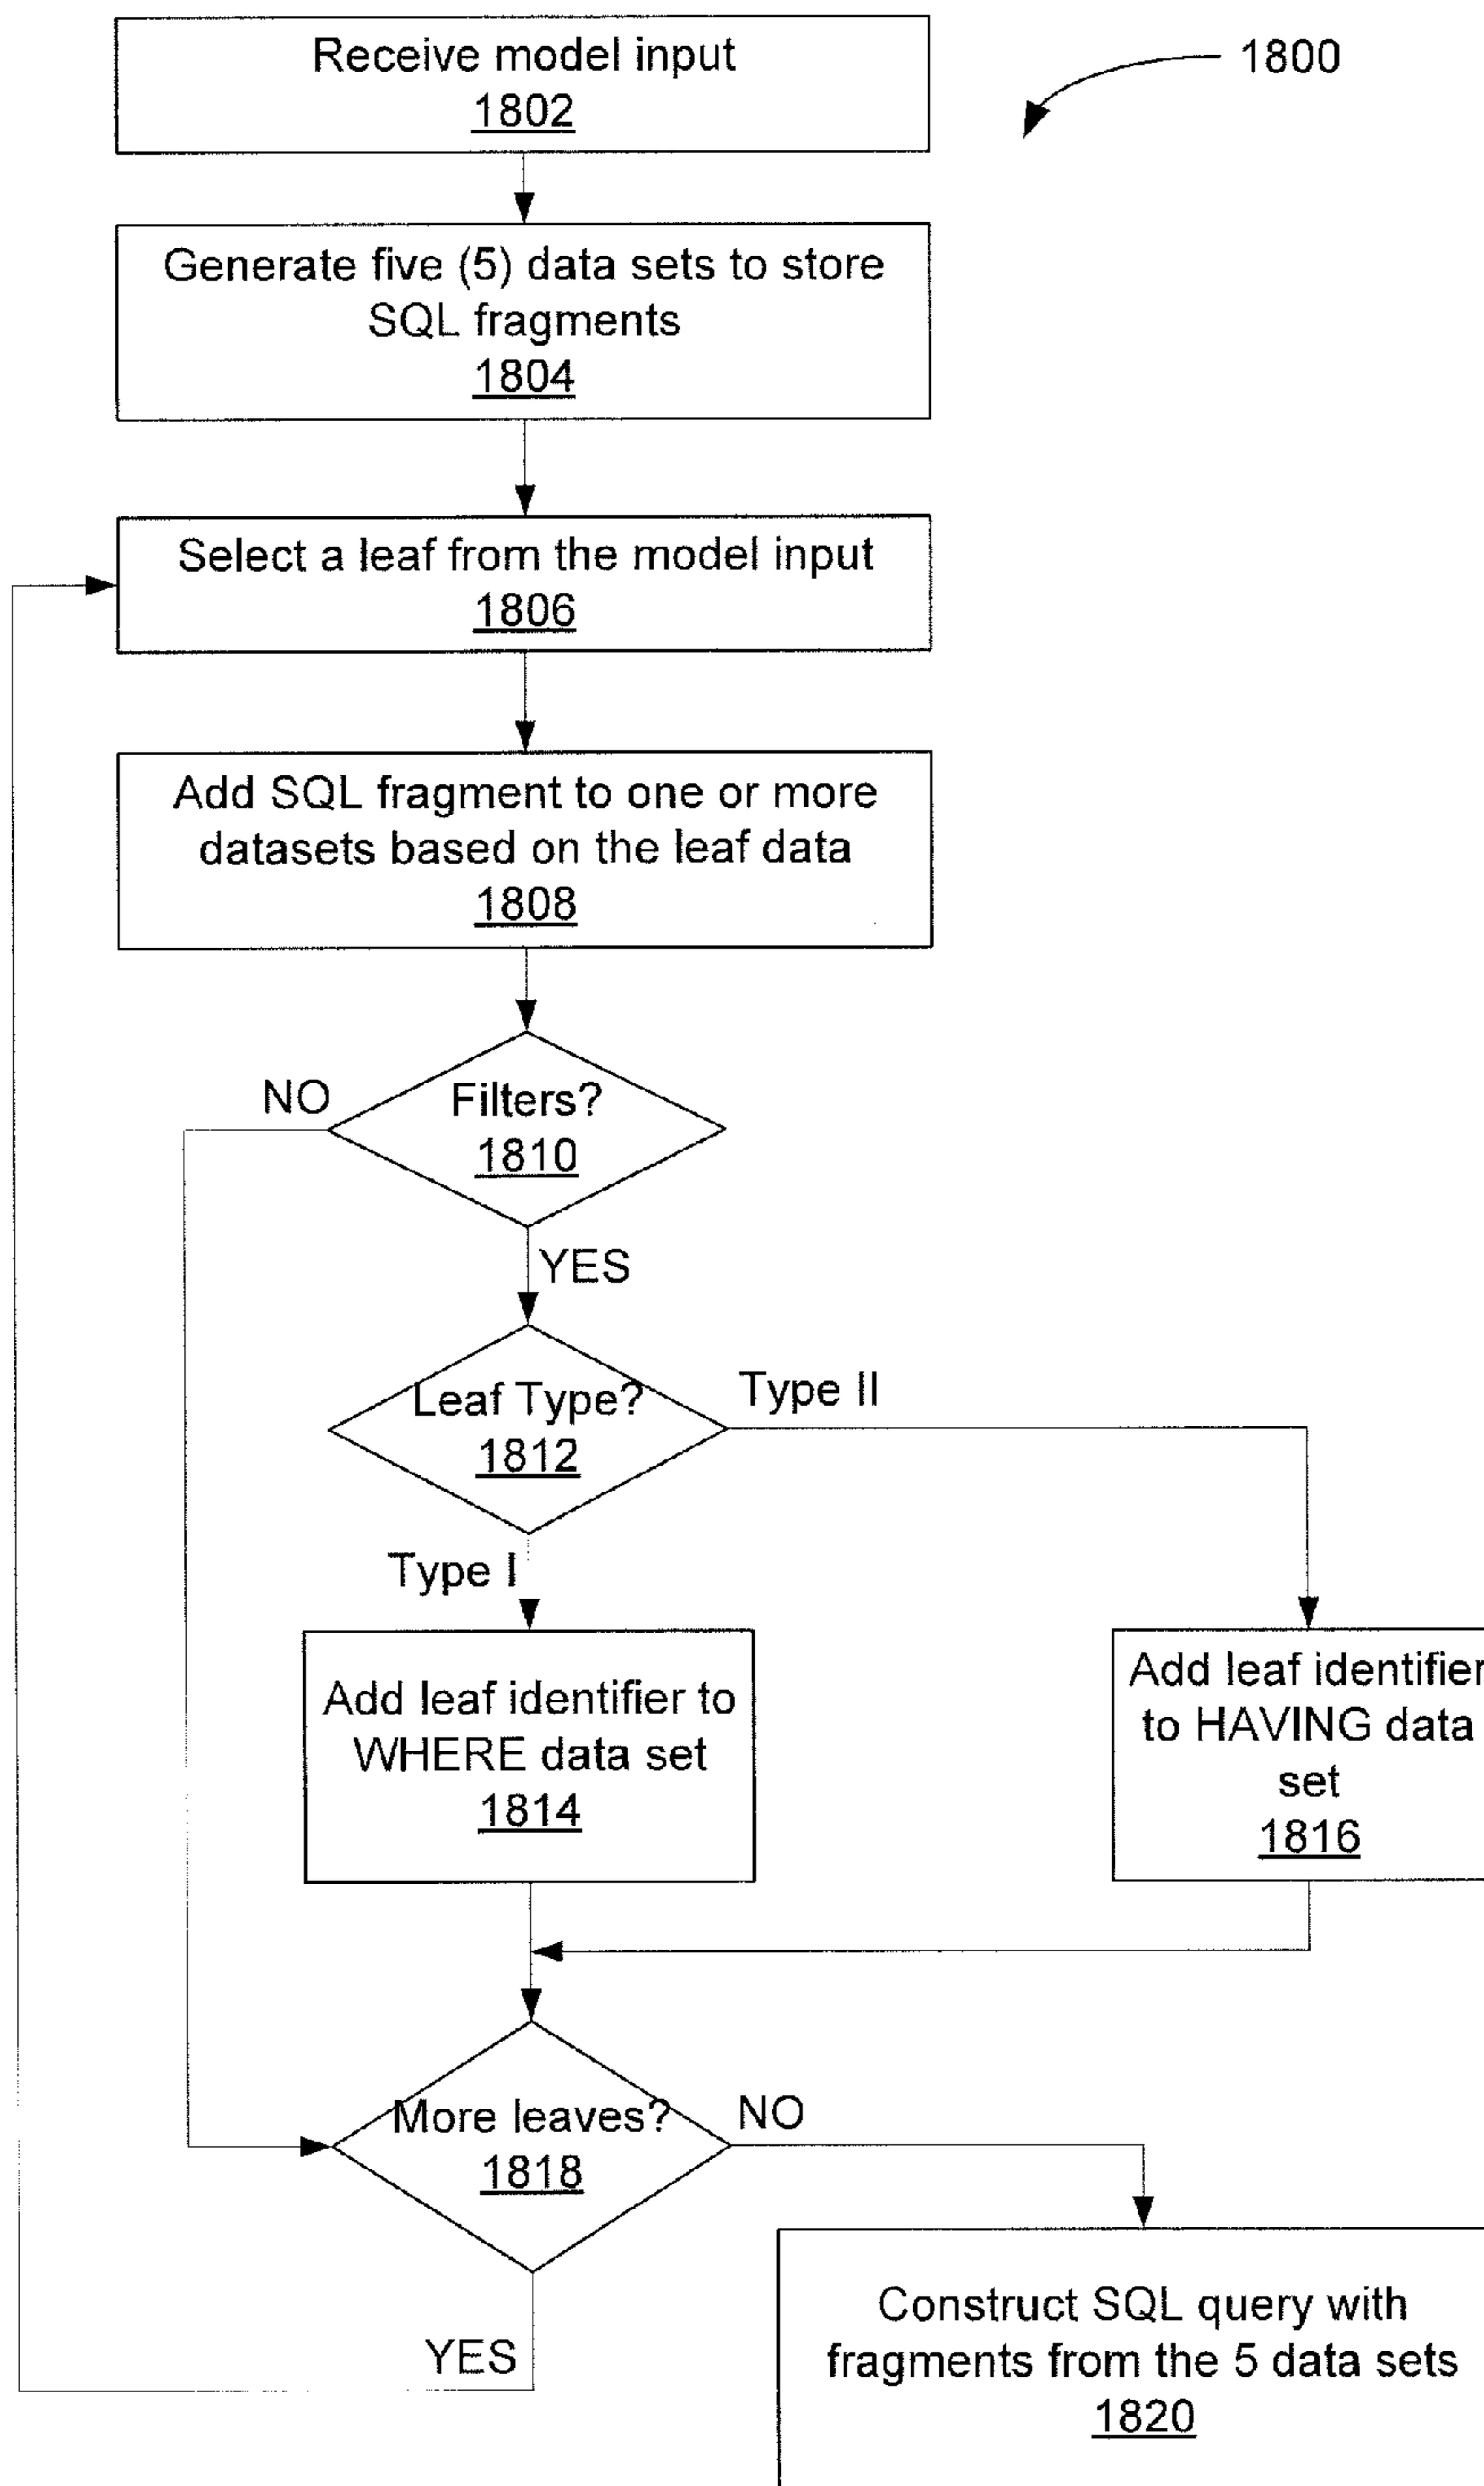 Receive model input
1802
1800
Generate five (5) data sets to store
SQL fragments
1804
Select a leaf from the model input
1806
Add SQL fragment to one or more
datasets based on the leaf data
1808
NO
Filters?
1810
YES
Leaf Type?
1812
Type II
Type I
Add leaf identifier to
WHERE data set
1814
Add leaf identifier
to HAVING data
set
1816
More leaves?
1818
NO
YES
Construct SQL query with
fragments from the 5 data sets
1820